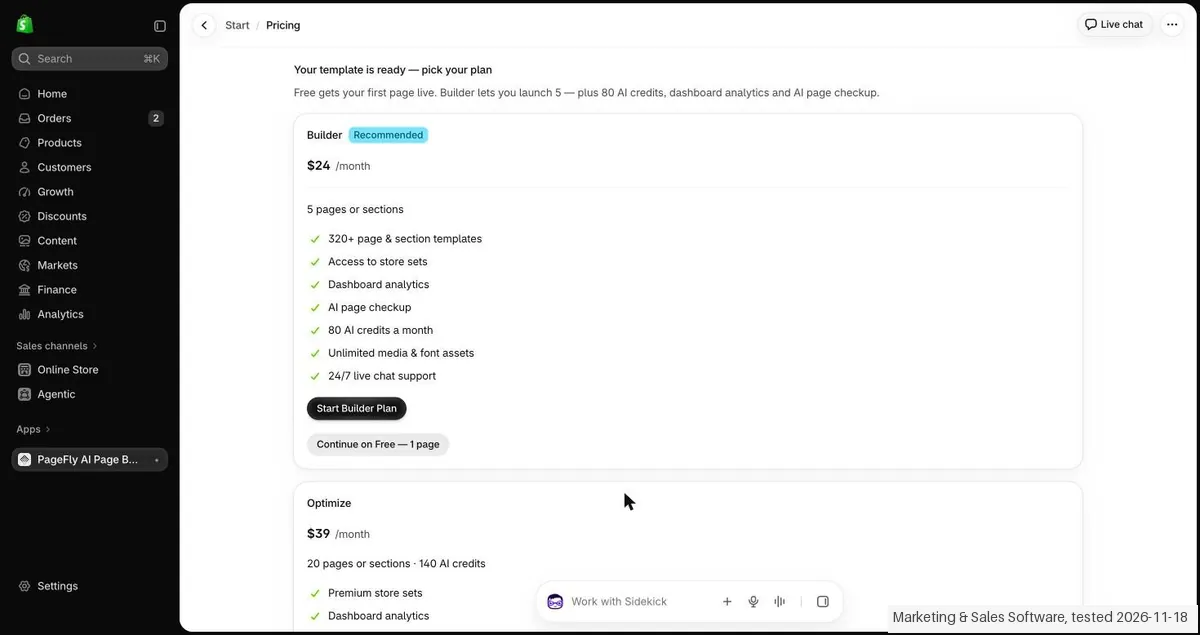 Search ⌘K
Home
Orders 2
Products
Customers
Growth
Discounts
Content
Markets
Finance
Analytics
Sales channels
Online Store
Agentic
Apps
PageFly AI Page B...
Settings
Start / Pricing
Live chat
Your template is ready — pick your plan
Free gets your first page live. Builder lets you launch 5 — plus 80 AI credits, dashboard analytics and AI page checkup.
Builder Recommended
$24 /month
5 pages or sections
320+ page & section templates
Access to store sets
Dashboard analytics
AI page checkup
80 AI credits a month
Unlimited media & font assets
24/7 live chat support
Start Builder Plan
Continue on Free — 1 page
Optimize
$39 /month
20 pages or sections · 140 AI credits
Premium store sets
Dashboard analytics
Work with Sidekick
Marketing & Sales Software, tested 2026-11-18